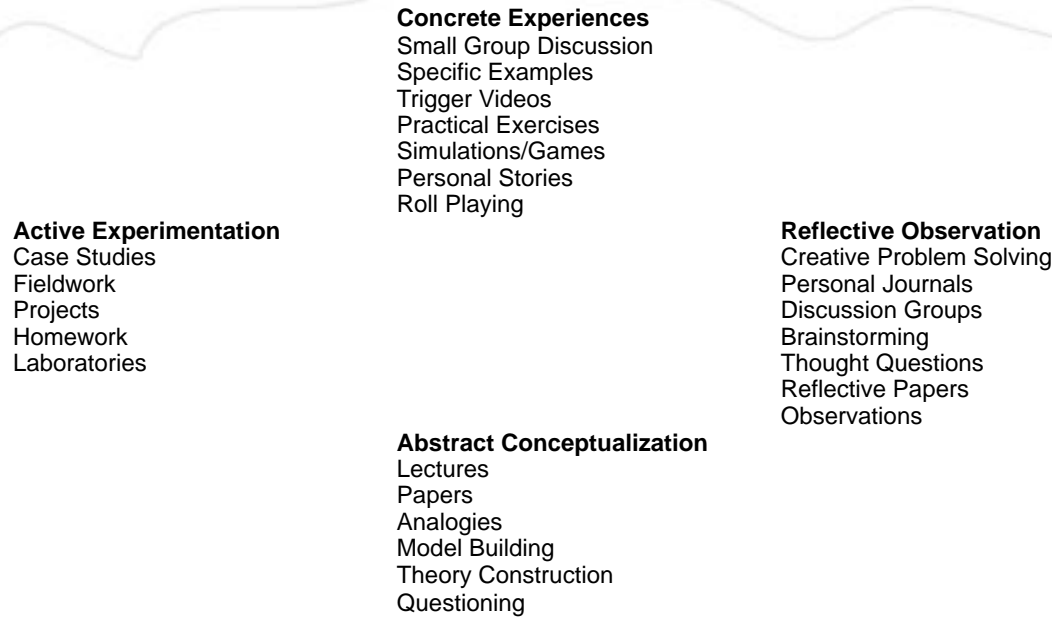 Concrete Experiences
Small Group Discussion
Specific Examples
Trigger Videos
Practical Exercises
Simulations/Games
Personal Stories
Roll Playing
Active Experimentation
Case Studies
Fieldwork
Projects
Homework
Laboratories
Reflective Observation
Creative Problem Solving
Personal Journals
Discussion Groups
Brainstorming
Thought Questions
Reflective Papers
Observations
Abstract Conceptualization
Lectures
Papers
Analogies
Model Building
Theory Construction
Questioning